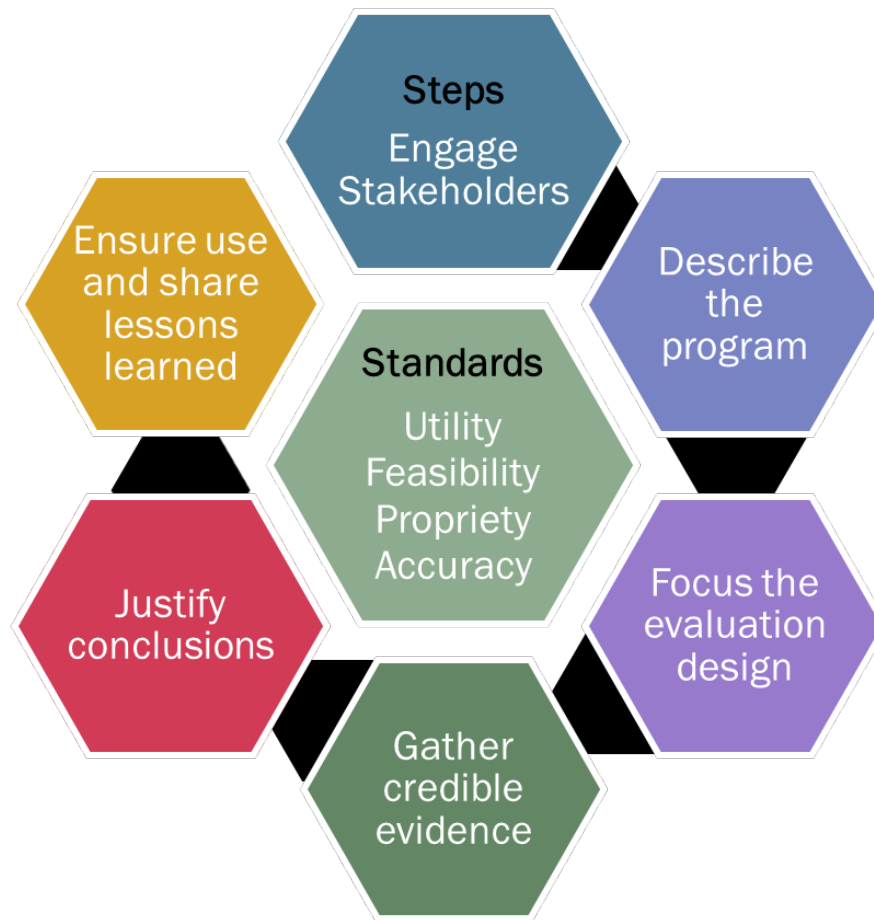 Steps
Engage
Stakeholders
Describe
the
program
Focus the
evaluation
design
Gather
credible
evidence
Justify
conclusions
Ensure use
and share
lessons
learned
Standards
Utility
Feasibility
Propriety
Accuracy